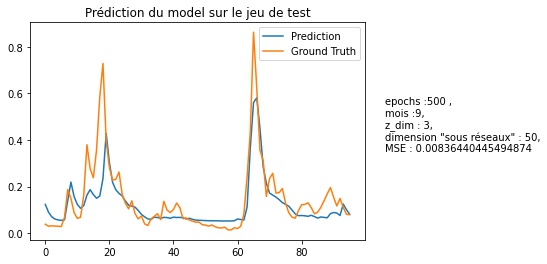 Prédiction du model sur le jeu de test
Prediction
Ground Truth
0.8
0.6
0.4
0.2
0.0
0
20
40
60
80
epochs :500 ,
mois :9,
z_dim : 3,
dimension "sous réseaux" : 50,
MSE : 0.00836440445494874